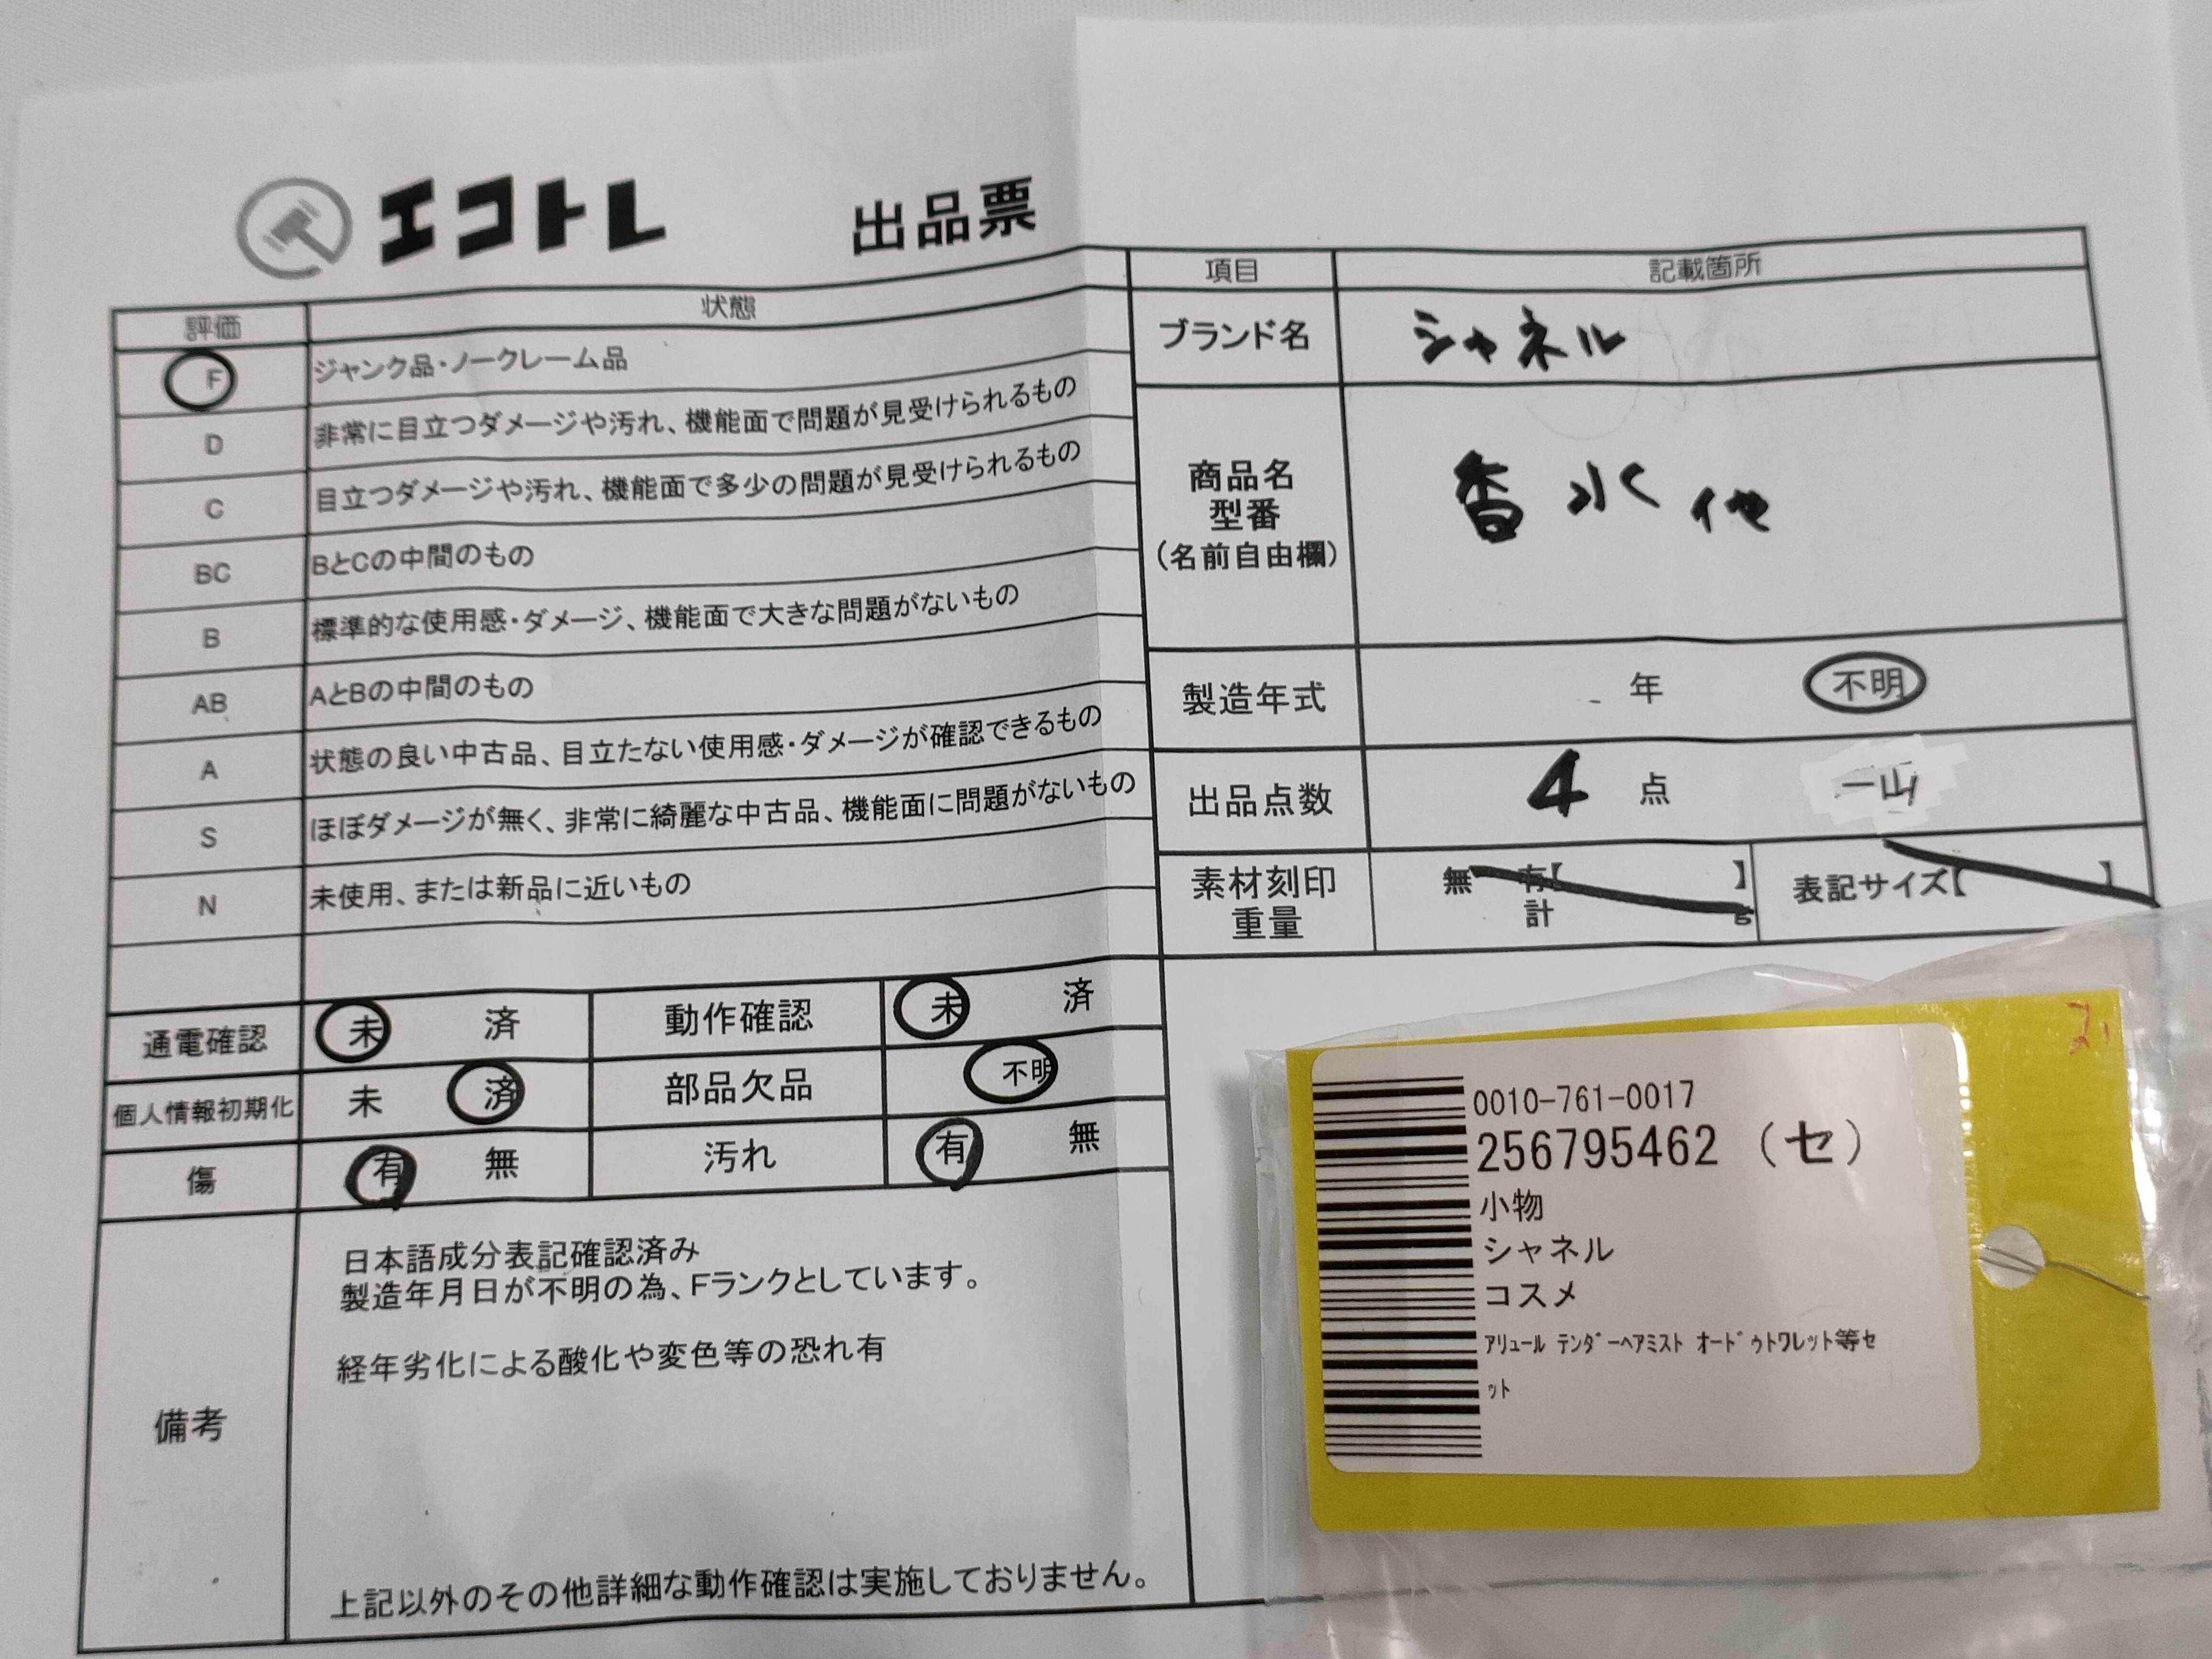 エコトレ 出品票
評価 状態
F ジャンク品・ノークレーム品
D 非常に目立つダメージや汚れ、機能面で問題が見受けられるもの
C 目立つダメージや汚れ、機能面で多少の問題が見受けられるもの
BC BとCの中間のもの
B 標準的な使用感・ダメージ、機能面で大きな問題がないもの
AB AとBの中間のもの
A 状態の良い中古品、目立たない使用感・ダメージが確認できるもの
S ほぼダメージが無く、非常に綺麗な中古品、機能面に問題がないもの
N 未使用、または新品に近いもの
通電確認 未 済 動作確認 未 済
個人情報初期化 未 済 部品欠品 不明
傷 有 無 汚れ 有 無
備考
日本語成分表記確認済み
製造年月日が不明の為、Fランクとしています。
経年劣化による酸化や変色等の恐れ有
上記以外のその他詳細な動作確認は実施しておりません。
項目 記載箇所
ブランド名 シャネル
商品名
型番
(名前自由欄)
香水他
製造年式 年 不明
出品点数 4 点 一山
素材刻印 無 有【 】 表記サイズ【 】
重量 計 g
0010-761-0017
256795462 (セ)
小物
シャネル
コスメ
ｱﾘｭｰﾙ ﾃﾝﾀﾞｰﾍｱﾐｽﾄ ｵｰﾄﾞｩﾄﾜﾚｯﾄ等ｾ
ｯﾄ